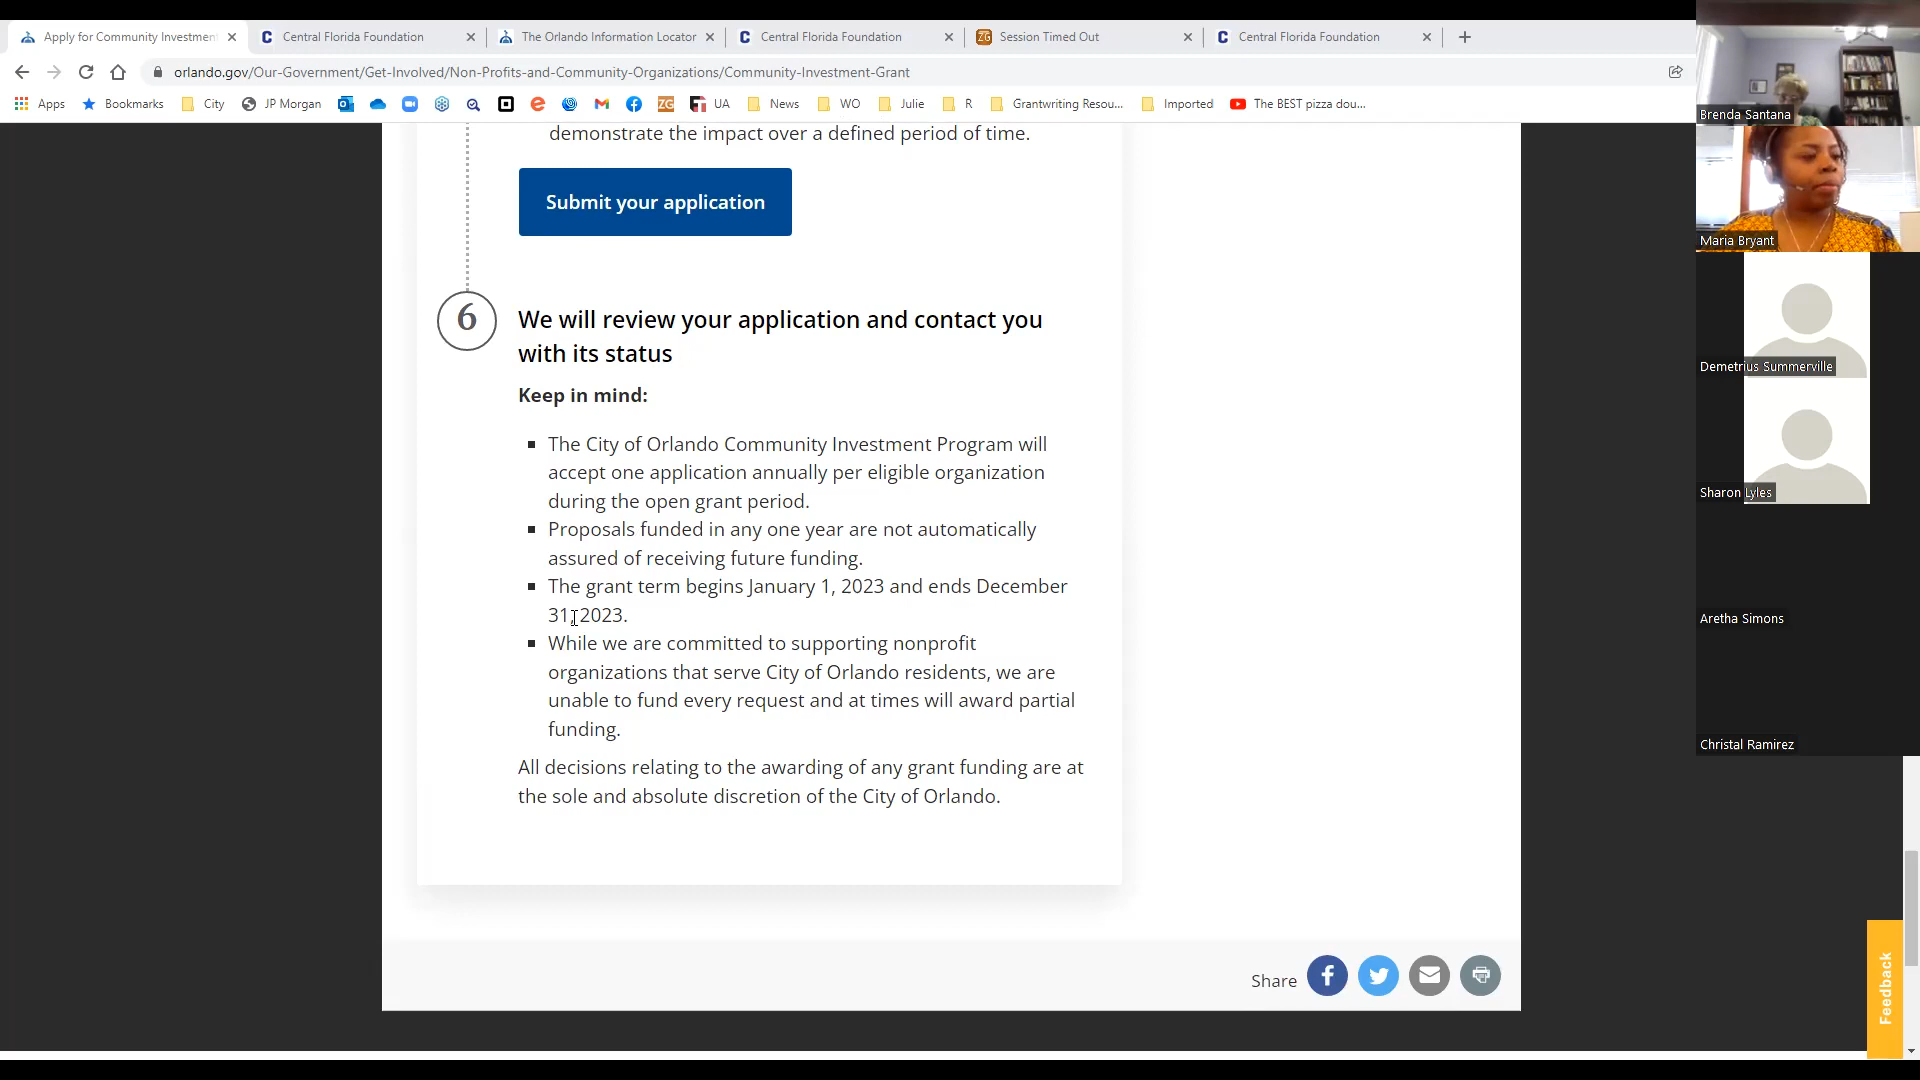 Apply for Community Investment
Central Florida Foundation
The Orlando Information Locator
Central Florida Foundation
ZG Session Timed Out
Central Florida Foundation
orlando.gov/Our-Government/Get-Involved/Non-Profits-and-Community-Organizations/Community-Investment-Grant
Apps
Bookmarks
City
JP Morgan
ZG
UA
News
WO
Julie
R
Grantwriting Resou...
Imported
The BEST pizza dou...
demonstrate the impact over a defined period of time.
Submit your application
6
We will review your application and contact you
with its status
Keep in mind:
The City of Orlando Community Investment Program will
accept one application annually per eligible organization
during the open grant period.
Proposals funded in any one year are not automatically
assured of receiving future funding.
The grant term begins January 1, 2023 and ends December
31, 2023.
While we are committed to supporting nonprofit
organizations that serve City of Orlando residents, we are
unable to fund every request and at times will award partial
funding.
All decisions relating to the awarding of any grant funding are at
the sole and absolute discretion of the City of Orlando.
Share
Feedback
Brenda Santana
Maria Bryant
Demetrius Summerville
Sharon Lyles
Aretha Simons
Christal Ramirez